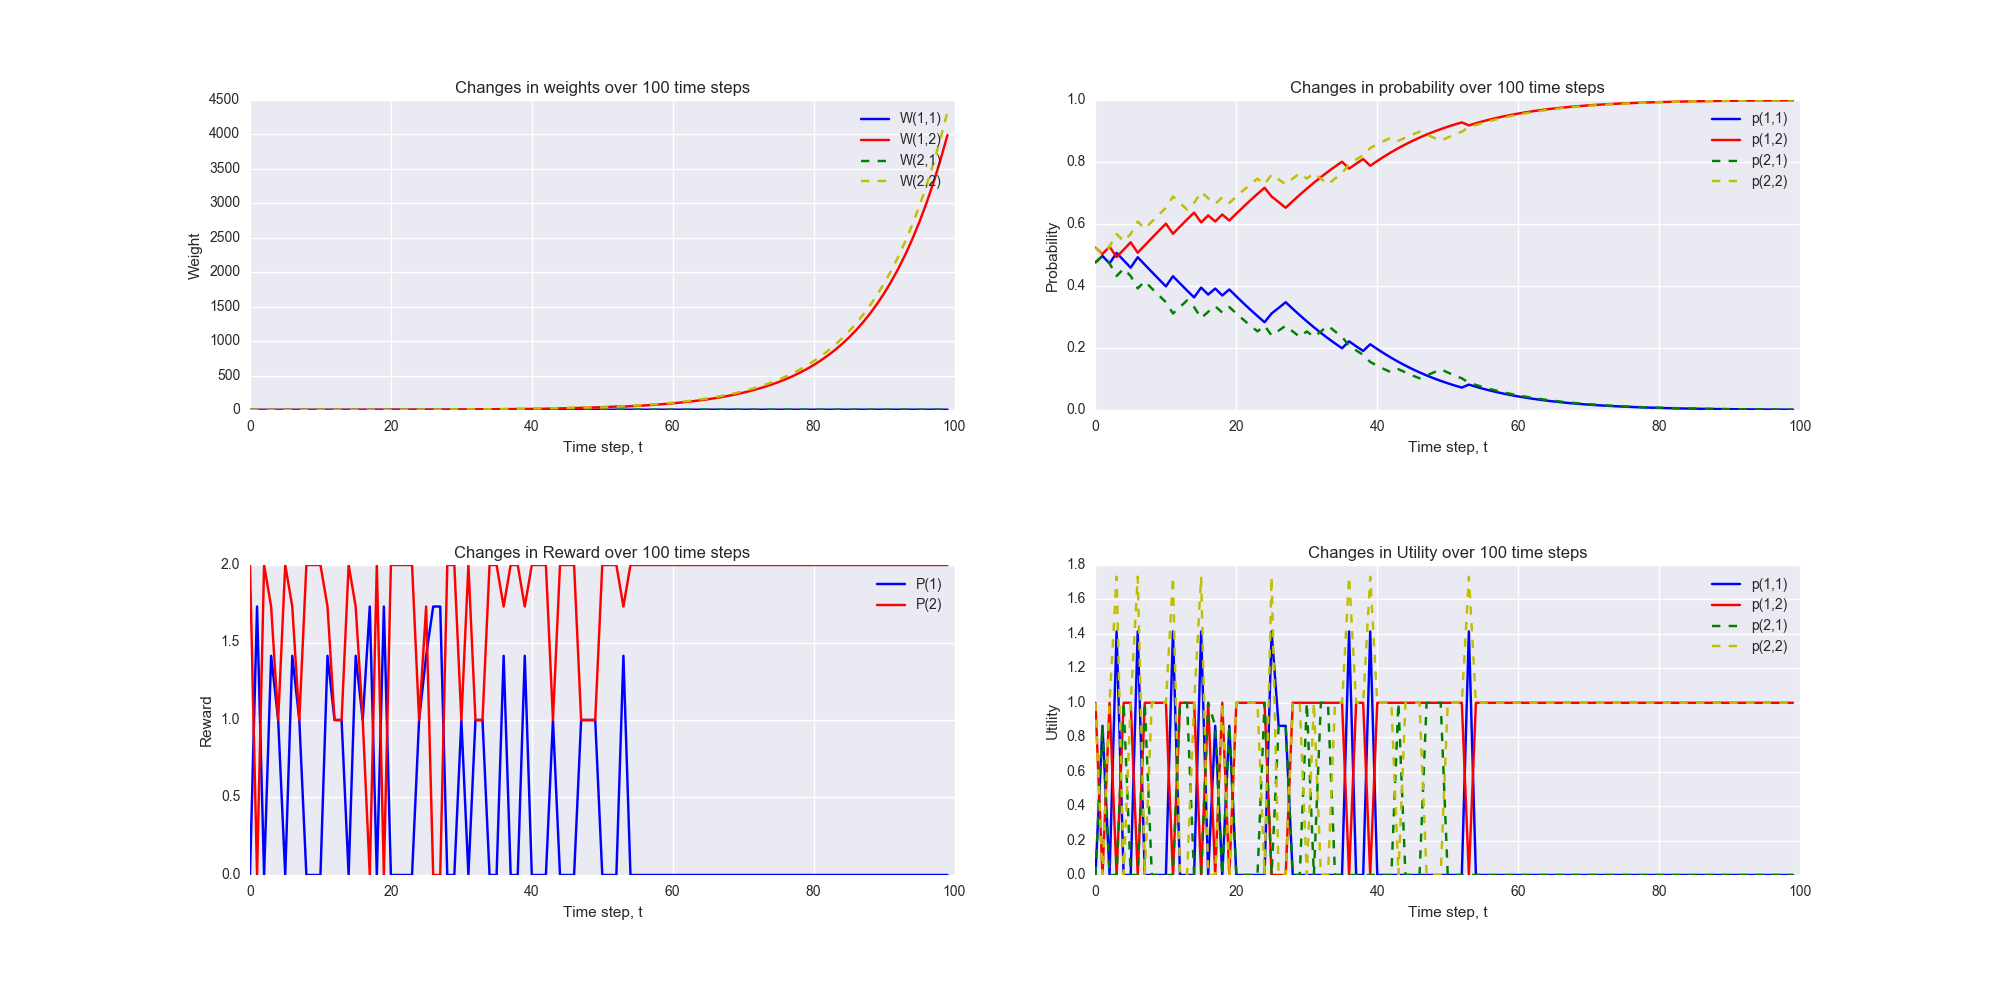 Changes in weights over 100 time steps
4500
4000
3500
3000
2500
2000
1500
1000
500
0
Weight
W(1,1)
W(1,2)
W(2,1)
W(2,2)
0 20 40 60 80 100
Time step, t
Changes in probability over 100 time steps
1.0
0.8
0.6
0.4
0.2
0.0
Probability
p(1,1)
p(1,2)
p(2,1)
p(2,2)
0 20 40 60 80 100
Time step, t
Changes in Reward over 100 time steps
2.0
1.5
1.0
0.5
0.0
Reward
P(1)
P(2)
0 20 40 60 80 100
Time step, t
Changes in Utility over 100 time steps
1.8
1.6
1.4
1.2
1.0
0.8
0.6
0.4
0.2
0.0
Utility
p(1,1)
p(1,2)
p(2,1)
p(2,2)
0 20 40 60 80 100
Time step, t